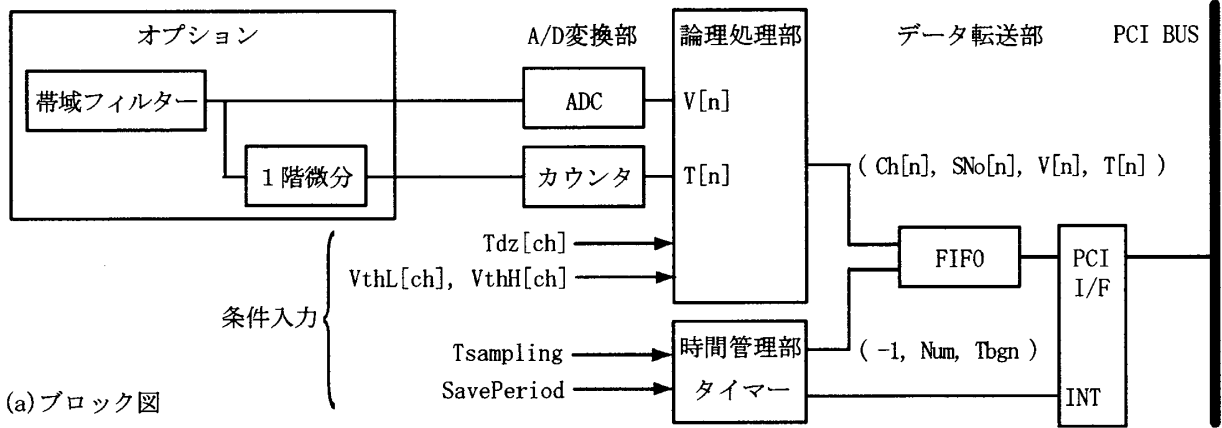 オプション
A/D変換部
論理処理部
データ転送部
PCI BUS
帯域フィルター
ADC
V[n]
1階微分
カウンタ
T[n]
( Ch[n], SNo[n], V[n], T[n] )
Tdz[ch]
VthL[ch], VthH[ch]
FIFO
PCI
I/F
条件入力
Tsampling
SavePeriod
時間管理部
タイマー
( -1, Num, Tbgn )
INT
(a)ブロック図